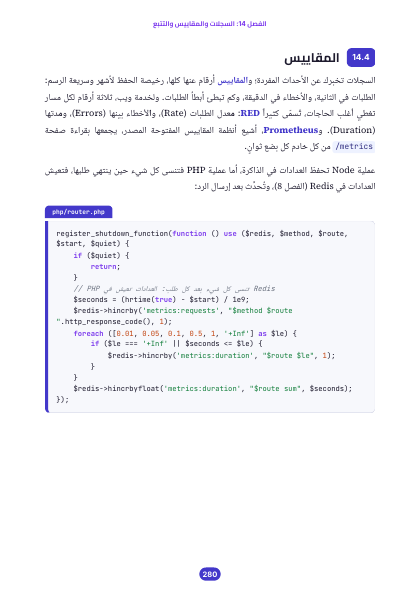 الفصل 14: السجلات والمقاييس والتتبع
14.4 المقاييس
السجلات تخبرك عن الأحداث المفردة؛ والمقاييس أرقام عنها كلها، رخيصة الحفظ لأشهر وسريعة الرسم:
الطلبات في الثانية، والأخطاء في الدقيقة، وكم تبطئ أبطأ الطلبات. ولخدمة ويب، ثلاثة أرقام لكل مسار
تغطي أغلب الحاجات، تُسمّى كثيراً RED: معدل الطلبات (Rate)، والأخطاء بينها (Errors)، ومدتها
(Duration). وPrometheus، أشيع أنظمة المقاييس المفتوحة المصدر، يجمعها بقراءة صفحة
/metrics من كل خادم كل بضع ثوانٍ.
عملية Node تحفظ العدادات في الذاكرة، أما عملية PHP فتنسى كل شيء حين ينتهي طلبها، فتعيش
العدادات في Redis (الفصل 8)، وتُحدَّث بعد إرسال الرد:
php/router.php
register_shutdown_function(function () use ($redis, $method, $route,
$start, $quiet) {
if ($quiet) {
return;
}
// PHP تنسى كل شيء بعد كل طلب: العدادات تعيش في Redis
$seconds = (hrtime(true) - $start) / 1e9;
$redis->hincrby('metrics:requests', "$method $route
".http_response_code(), 1);
foreach ([0.01, 0.05, 0.1, 0.5, 1, '+Inf'] as $le) {
if ($le === '+Inf' || $seconds <= $le) {
$redis->hincrby('metrics:duration', "$route $le", 1);
}
}
$redis->hincrbyfloat('metrics:duration', "$route sum", $seconds);
});
280